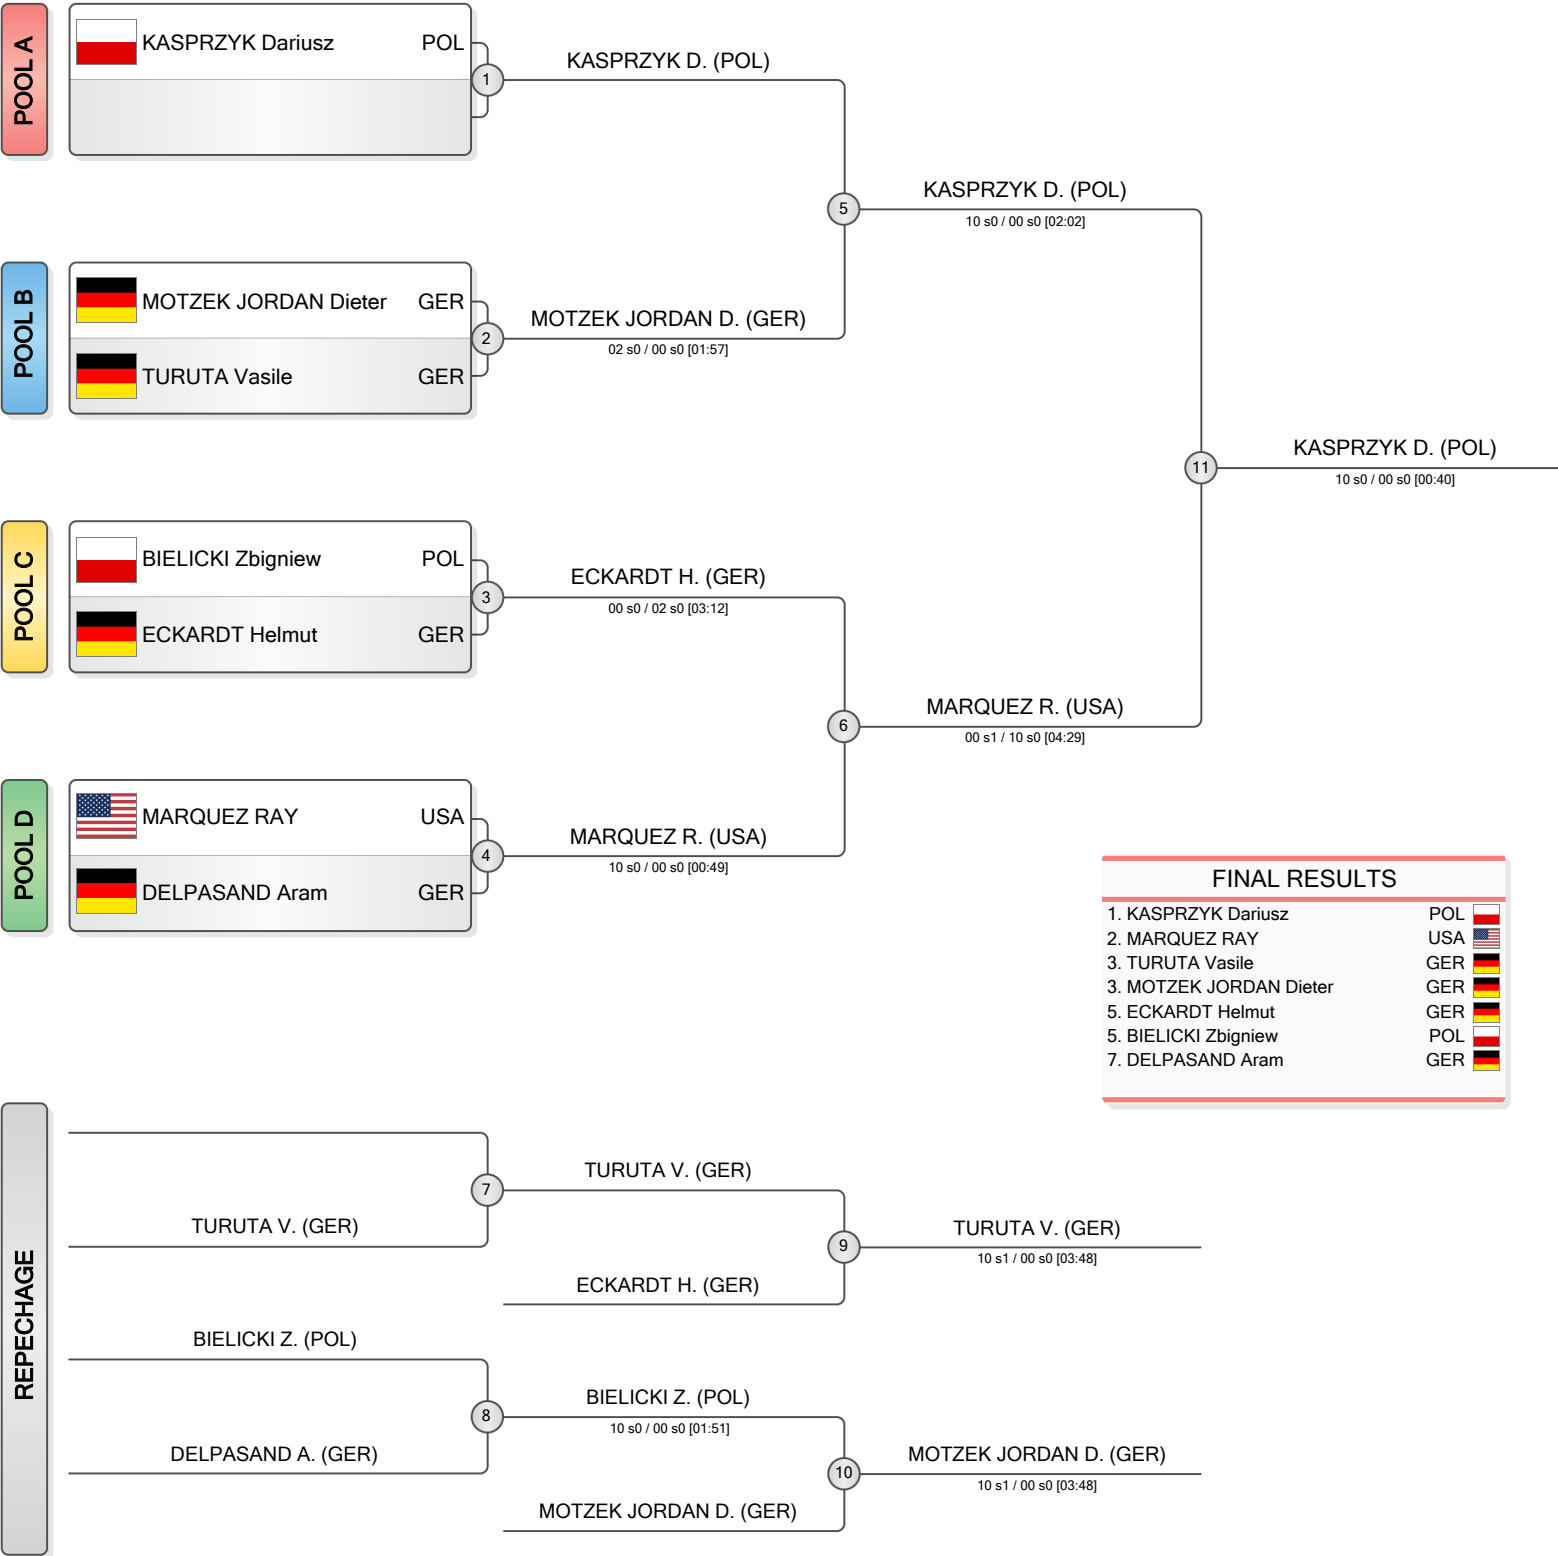 POOL A
KASPRZYK Dariusz POL
1
KASPRZYK D. (POL)
5
KASPRZYK D. (POL)
10 s0 / 00 s0 [02:02]
POOL B
MOTZEK JORDAN Dieter GER
TURUTA Vasile GER
2
MOTZEK JORDAN D. (GER)
02 s0 / 00 s0 [01:57]
11
KASPRZYK D. (POL)
10 s0 / 00 s0 [00:40]
POOL C
BIELICKI Zbigniew POL
ECKARDT Helmut GER
3
ECKARDT H. (GER)
00 s0 / 02 s0 [03:12]
6
MARQUEZ R. (USA)
00 s1 / 10 s0 [04:29]
POOL D
MARQUEZ RAY USA
DELPASAND Aram GER
4
MARQUEZ R. (USA)
10 s0 / 00 s0 [00:49]
FINAL RESULTS
1. KASPRZYK Dariusz POL
2. MARQUEZ RAY USA
3. TURUTA Vasile GER
3. MOTZEK JORDAN Dieter GER
5. ECKARDT Helmut GER
5. BIELICKI Zbigniew POL
7. DELPASAND Aram GER
REPECHAGE
TURUTA V. (GER)
7
TURUTA V. (GER)
ECKARDT H. (GER)
9
TURUTA V. (GER)
10 s1 / 00 s0 [03:48]
BIELICKI Z. (POL)
DELPASAND A. (GER)
8
BIELICKI Z. (POL)
10 s0 / 00 s0 [01:51]
MOTZEK JORDAN D. (GER)
10
MOTZEK JORDAN D. (GER)
10 s1 / 00 s0 [03:48]